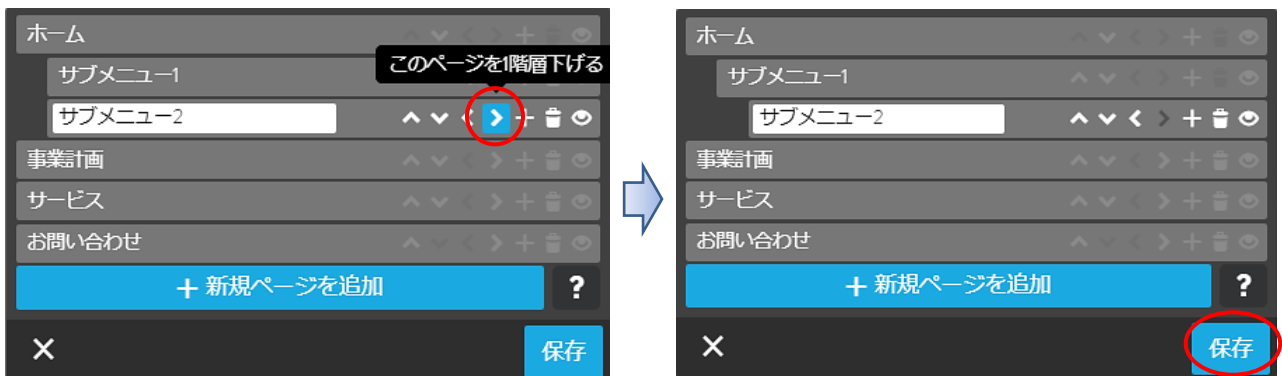 ホーム
このページを1階層下げる
サブメニュー1
サブメニュー2
事業計画
サービス
お問い合わせ
+ 新規ページを追加
?
×
保存
ホーム
サブメニュー1
サブメニュー2
事業計画
サービス
お問い合わせ
+ 新規ページを追加
?
×
保存